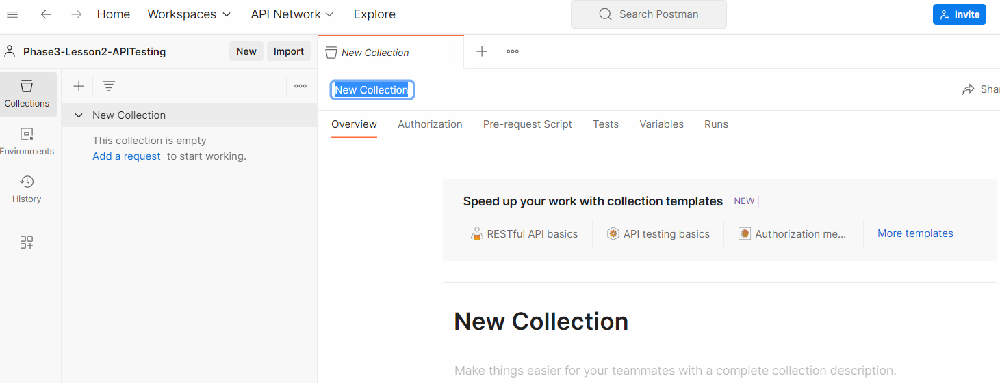 Home Workspaces API Network Explore Search Postman Invite
Phase3-Lesson2-APITesting New Import
New Collection
Collections
Environments
History
New Collection
This collection is empty
Add a request to start working.
New Collection
Shar
Overview Authorization Pre-request Script Tests Variables Runs
Speed up your work with collection templates NEW
RESTful API basics API testing basics Authorization me... More templates
New Collection
Make things easier for your teammates with a complete collection description.